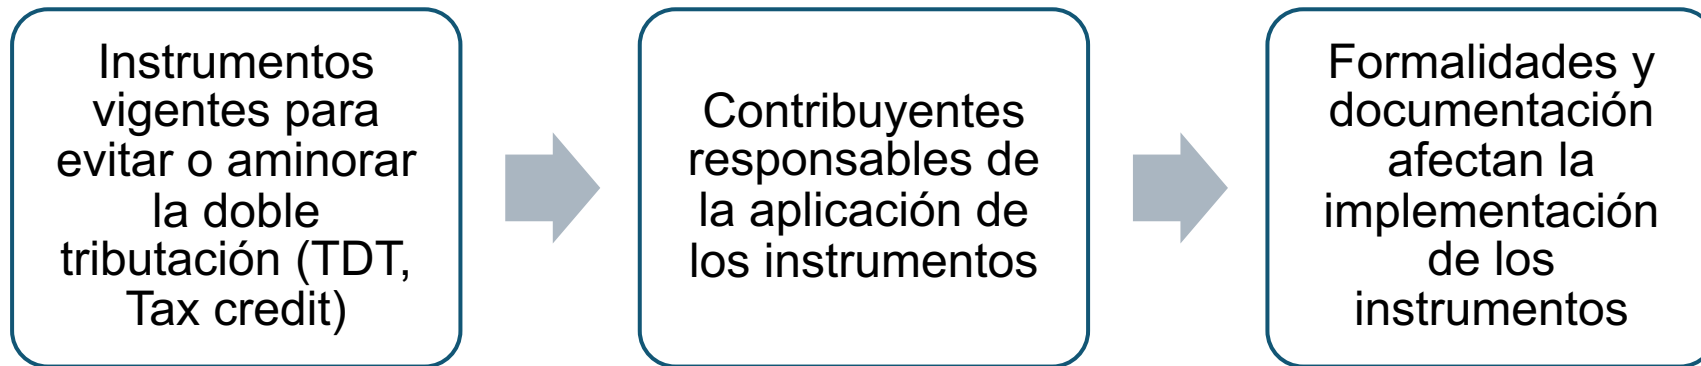 Instrumentos
vigentes para
evitar o aminorar
la doble
tributación (TDT,
Tax credit)
Contribuyentes
responsables de
la aplicación de
los instrumentos
Formalidades y
documentación
afectan la
implementación
de los
instrumentos